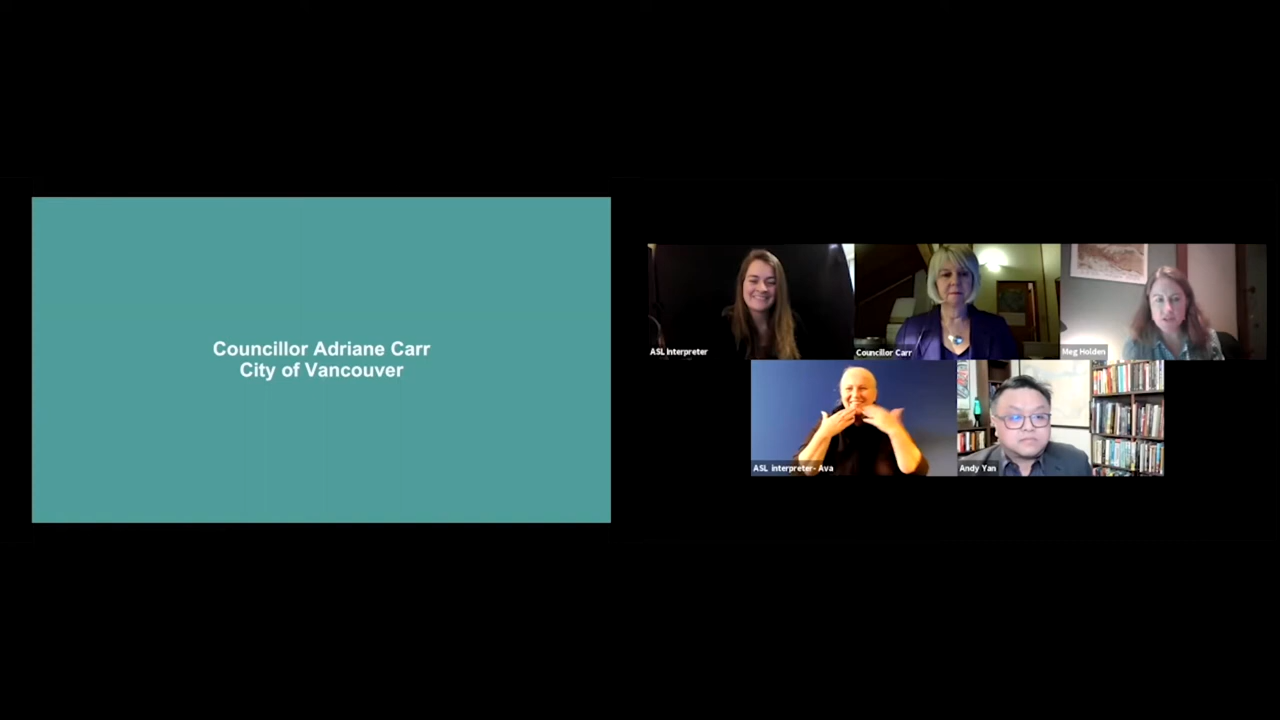 Councillor Adriane Carr
City of Vancouver
ASL Interpreter
Councillor Carr
Meg Holden
ASL interpreter- Ava
Andy Yan